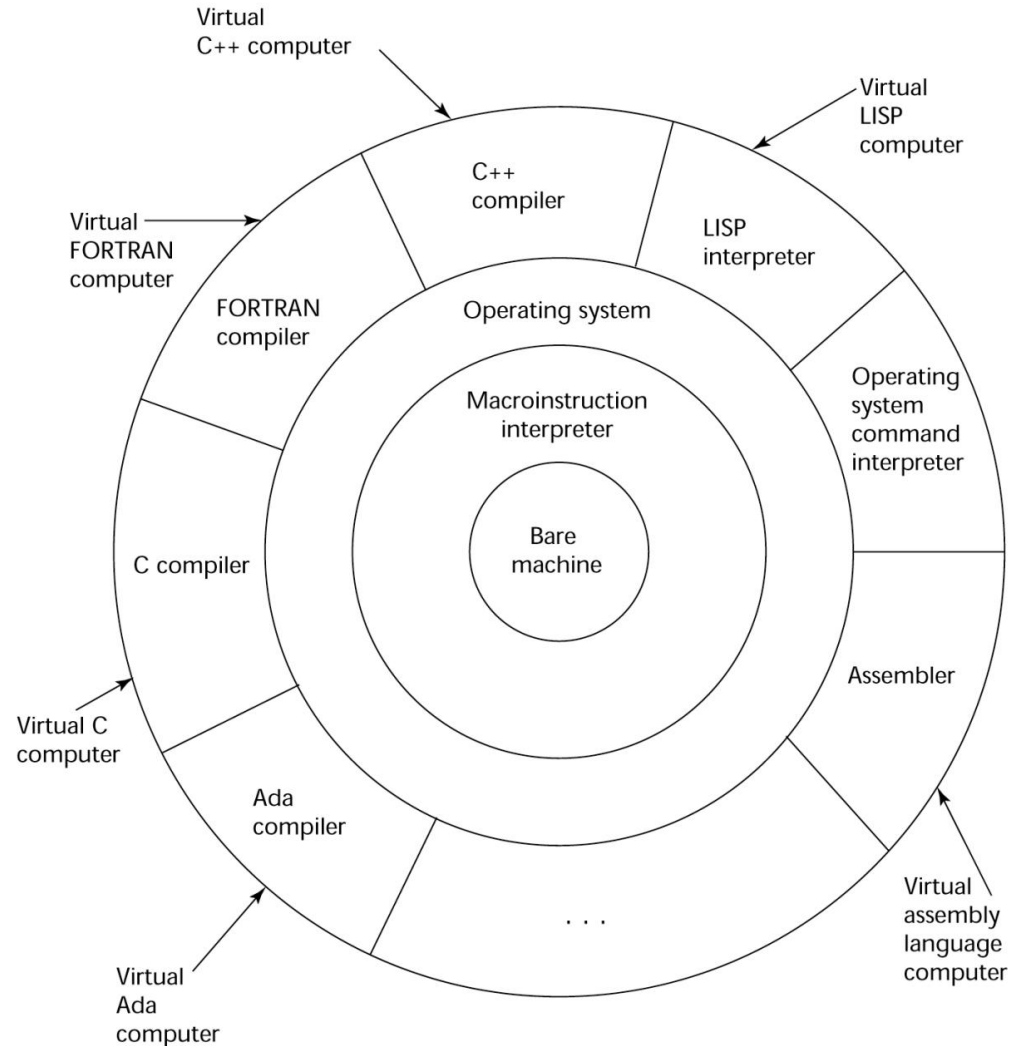 Virtual
C++ computer
Virtual
LISP
computer
C++
compiler
Virtual
FORTRAN
computer
LISP
interpreter
FORTRAN
compiler
Operating system
Operating
system
command
interpreter
Macroinstruction
interpreter
Bare
machine
C compiler
Assembler
Virtual C
computer
Ada
compiler
Virtual
assembly
language
computer
. . .
Virtual
Ada
computer